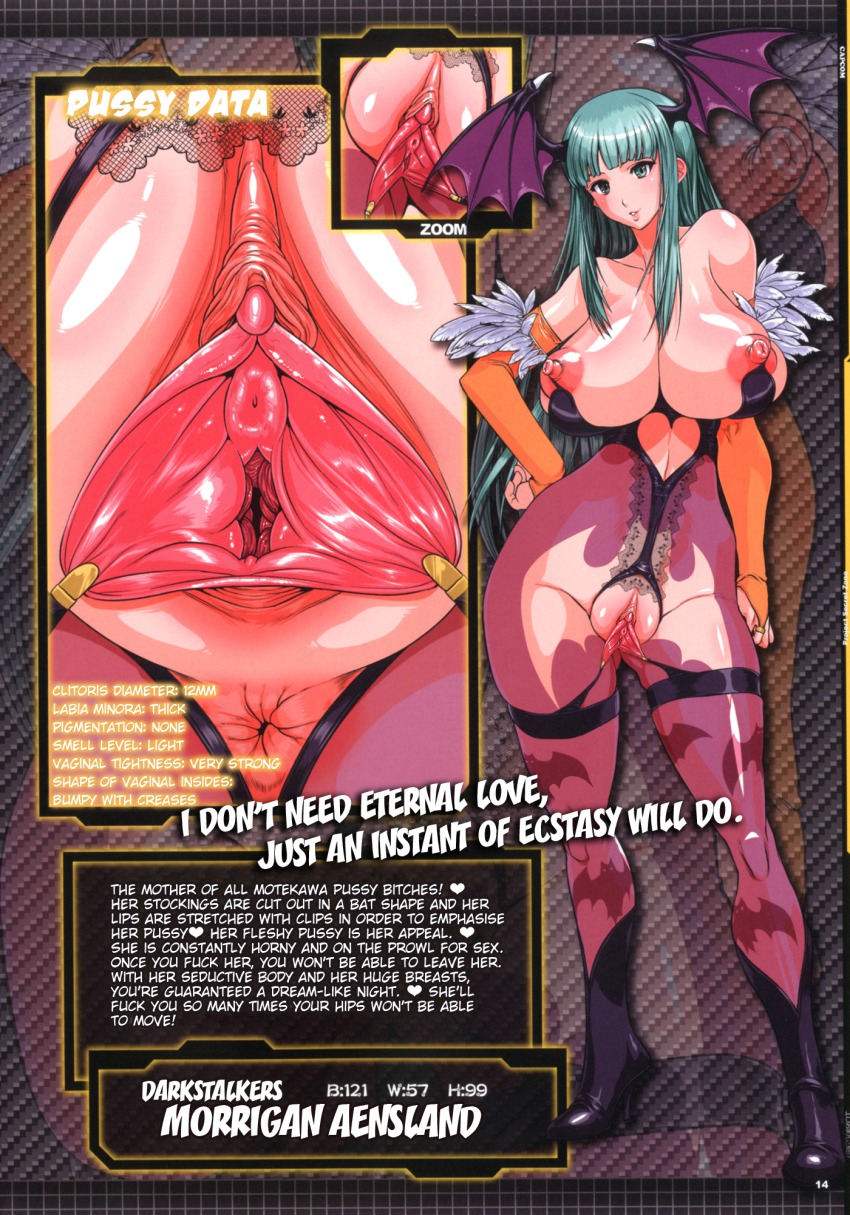 CAPCOM
PUSSY DATA
ZOOM
Project Secret Zone
CLITORIS DIAMETER: 12MM
LABIA MINORA: THICK
PIGMENTATION: NONE
SMELL LEVEL: LIGHT
VAGINAL TIGHTNESS: VERY STRONG
SHAPE OF VAGINAL INSIDES:
BUMPY WITH CREASES
I DON'T NEED ETERNAL LOVE,
JUST AN INSTANT OF ECSTASY WILL DO.
THE MOTHER OF ALL MOTEKAWA PUSSY BITCHES! ❤
HER STOCKINGS ARE CUT OUT IN A BAT SHAPE AND HER
LIPS ARE STRETCHED WITH CLIPS IN ORDER TO EMPHASISE
HER PUSSY❤ HER FLESHY PUSSY IS HER APPEAL. ❤
SHE IS CONSTANTLY HORNY AND ON THE PROWL FOR SEX.
ONCE YOU FUCK HER, YOU WON'T BE ABLE TO LEAVE HER.
WITH HER SEDUCTIVE BODY AND HER HUGE BREASTS,
YOU'RE GUARANTEED A DREAM-LIKE NIGHT. ❤ SHE'LL
FUCK YOU SO MANY TIMES YOUR HIPS WON'T BE ABLE
TO MOVE!
DARKSTALKERS B:121 W:57 H:99
MORRIGAN AENSLAND
14